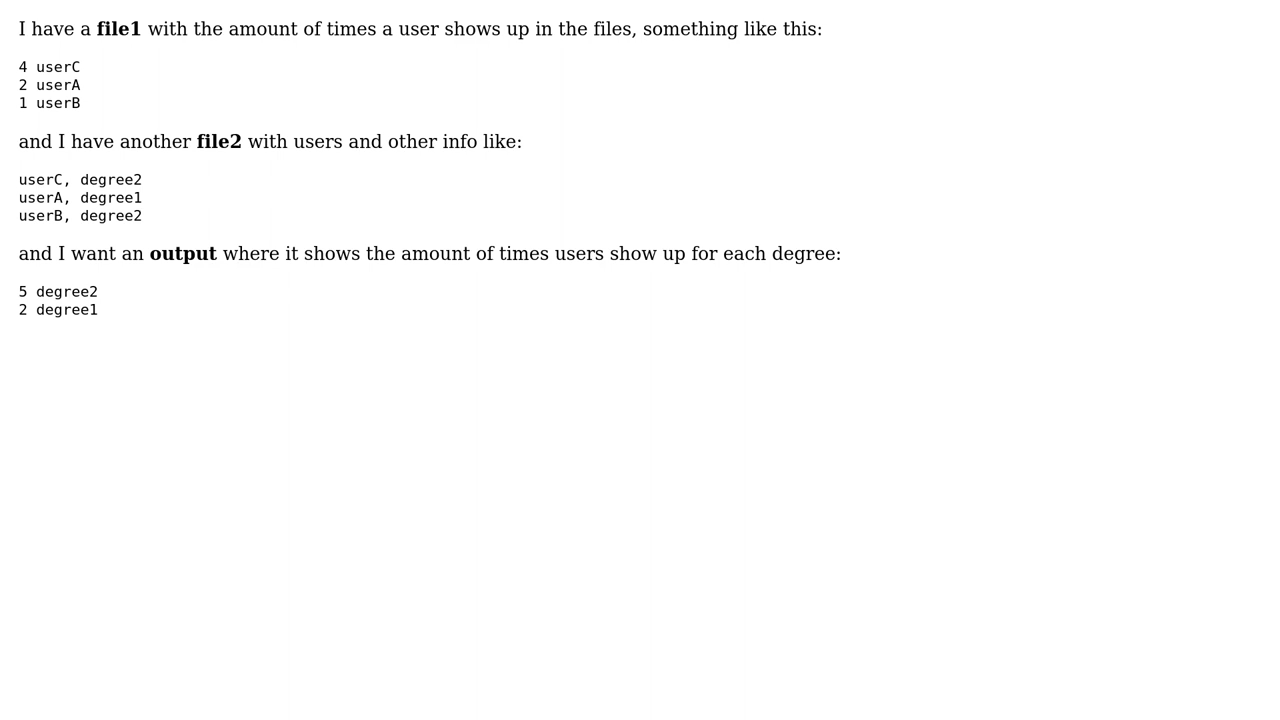 I have a file1 with the amount of times a user shows up in the files, something like this:
4 userC
2 userA
1 userB
and I have another file2 with users and other info like:
userC, degree2
userA, degree1
userB, degree2
and I want an output where it shows the amount of times users show up for each degree:
5 degree2
2 degree1